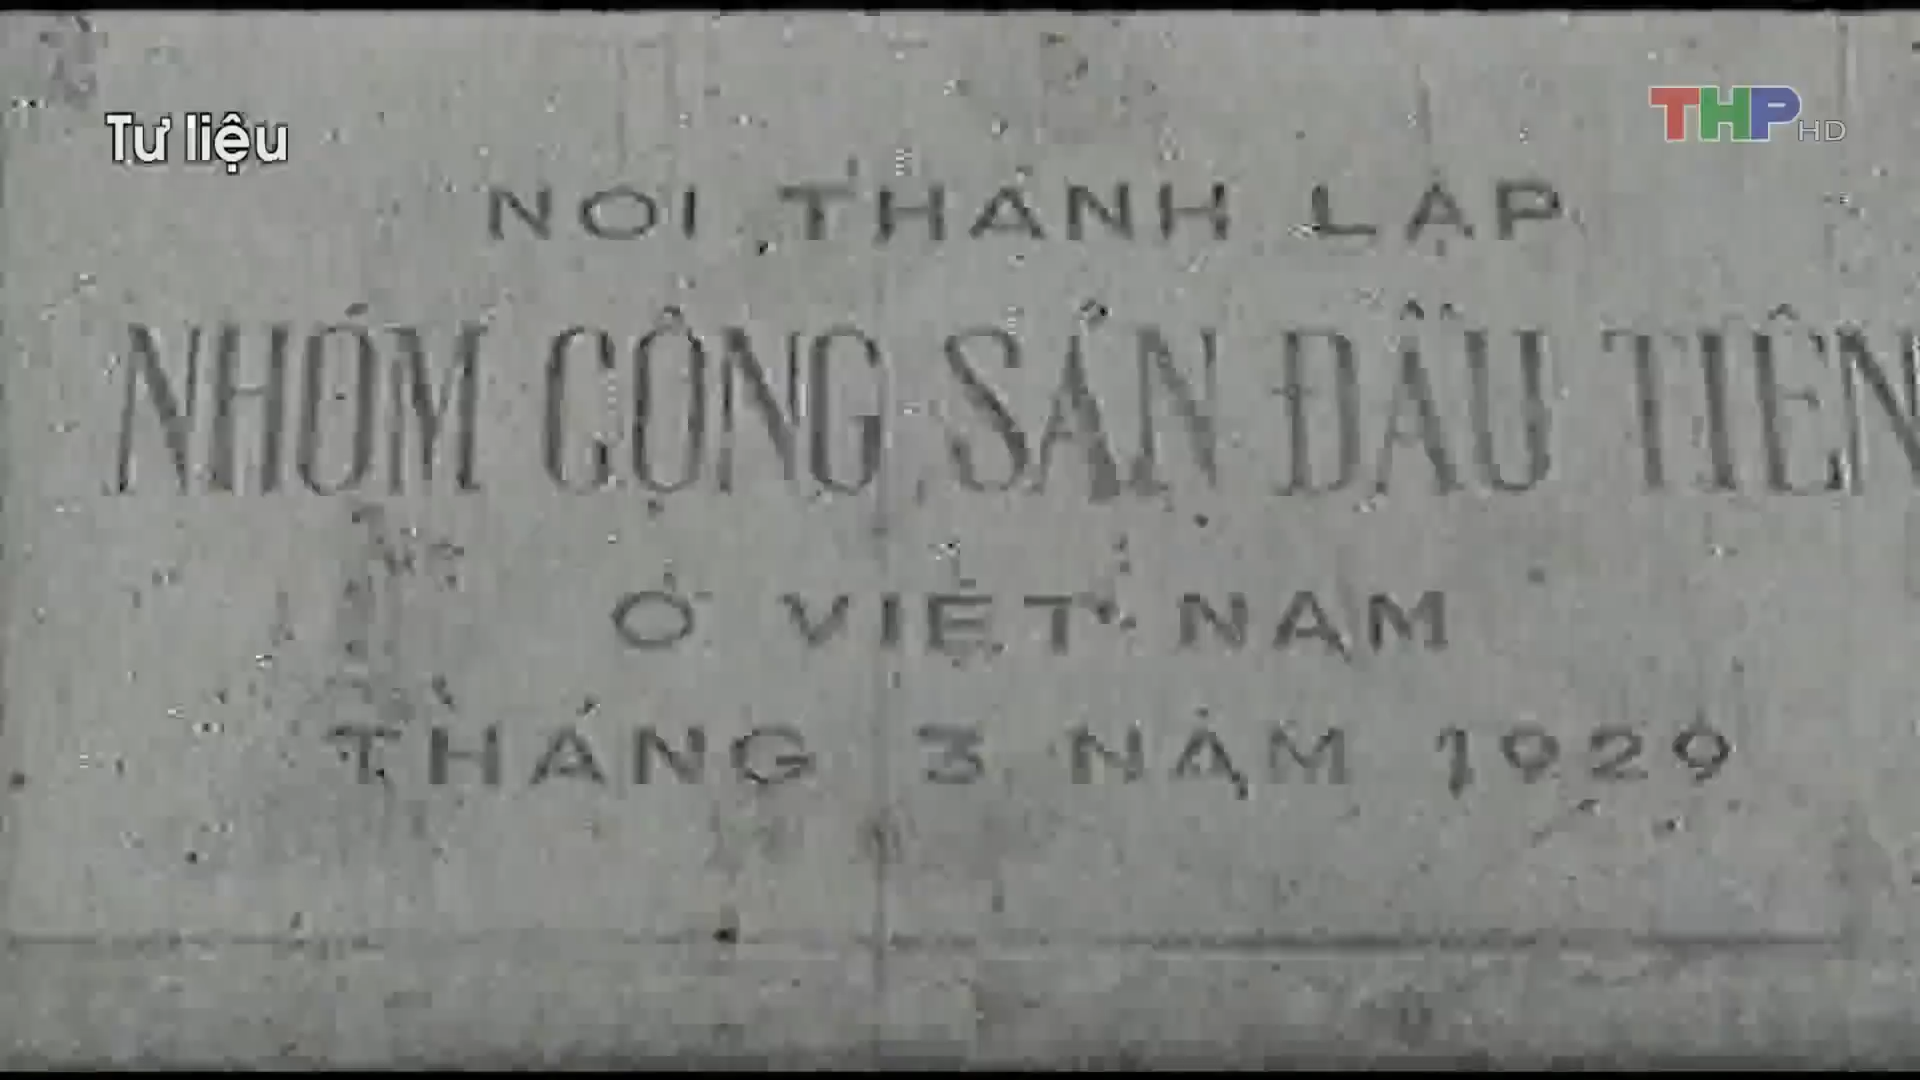 Tư liệu
THP HD
NƠI THÀNH LẬP
NHÓM CỘNG SẢN ĐẦU TIÊN
Ở VIỆT NAM
THÁNG 3 NĂM 1929